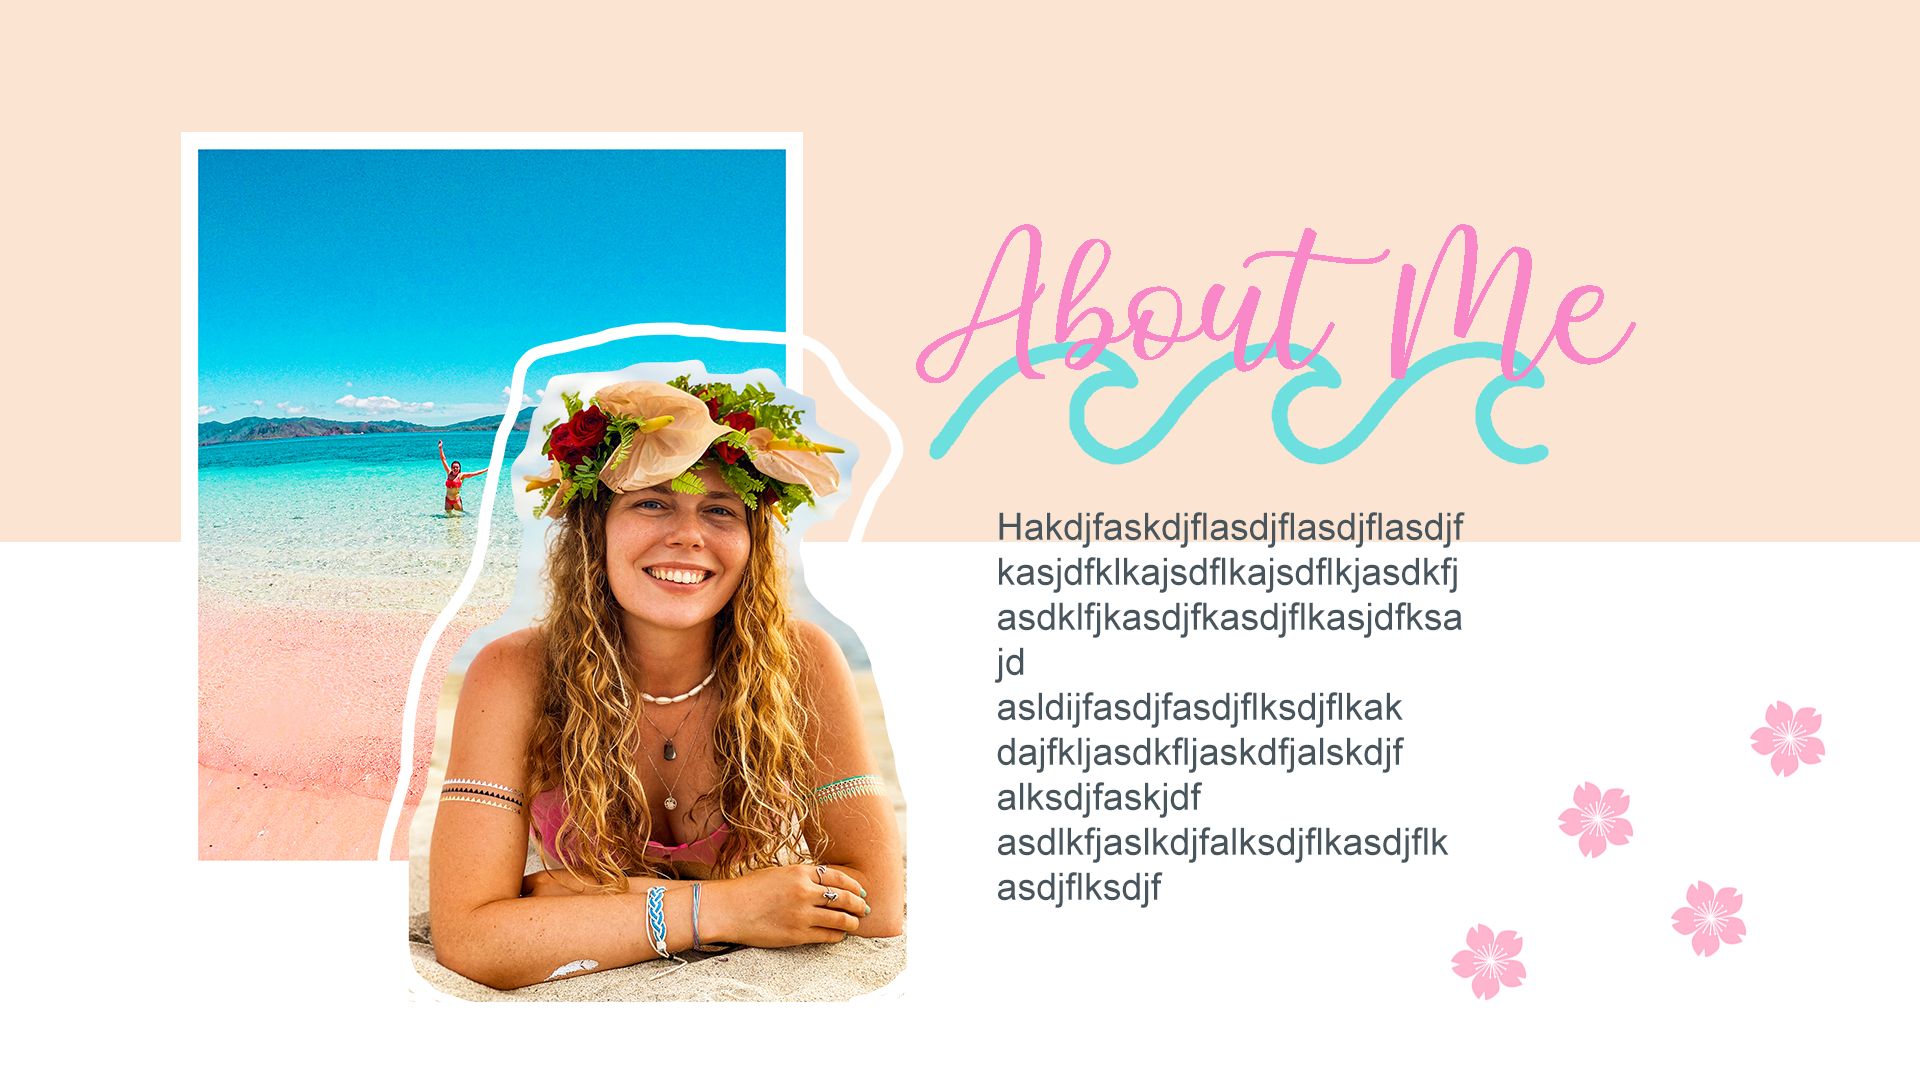 About Me
Hakdjfaskdjflasdjflasdjflasdjf
kasjdfklkajsdflkajsdflkjasdkfj
asdklfjkasdjfkasdjflkasjdfksa
jd
asldijfasdjfasdjflksdjflkak
dajfkljasdkfljaskdfjalskdjf
alksdjfaskjdf
asdlkfjaslkdjfalksdjflkasdjflk
asdjflksdjf